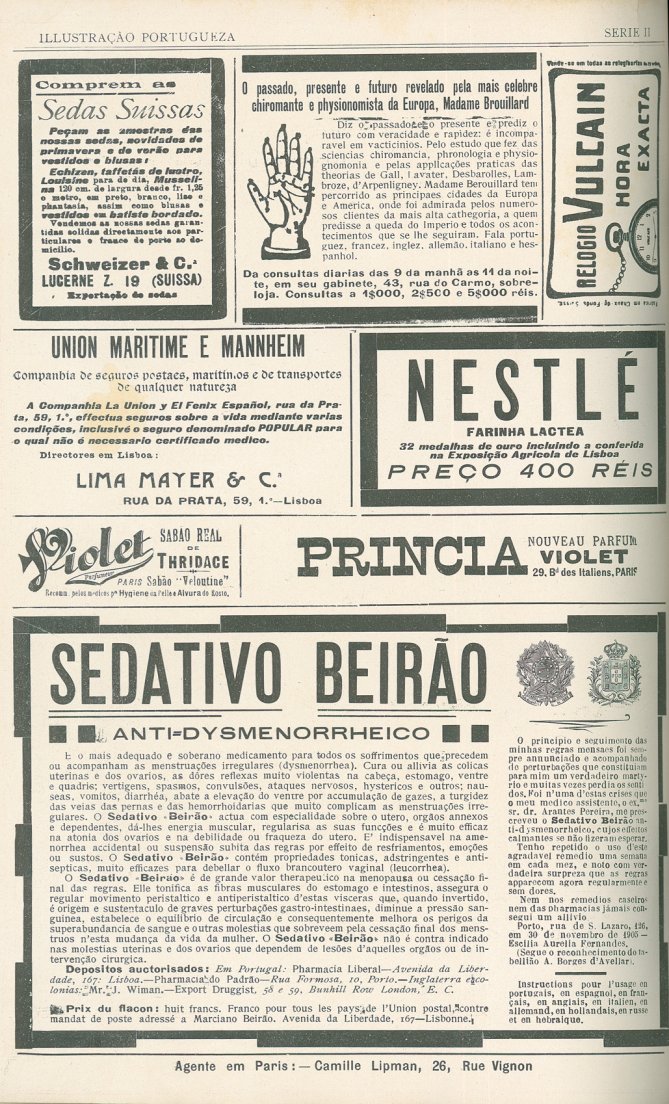 ILLUSTRAÇÃO PORTUGUEZA
SERIE II
Comprem as
Sedas Suissas
Peçam as amostras das
nossas sedas, novidades de
primavera e de verão para
vestidos e blusas:
Echizen, taffetás de lustro,
Louisine para de dia, Musseli-
na 120 cm. de largura desde fr. 1,25
o metro, em preto, branco, liso e
phantasia, assim como blusas e
vestidos em batiste bordado.
Vendemos as nossas sedas garan-
tidas solidas directamente aos par-
ticulares e franco de porte ao do-
micilio.
Schweizer & C.ª
LUCERNE Z. 19 (SUISSA)
Exportação de sedas
O passado, presente e futuro revelado pela mais celebre
chiromante e physionomista da Europa, Madame Brouillard
Diz o passado e o presente e prediz o
futuro com veracidade e rapidez: é incompa-
ravel em vacticinios. Pelo estudo que fez das
sciencias chiromancia, phronologia e physio-
gnomonia e pelas applicações praticas das
theorias de Gall, Lavater, Desbarolles, Lam-
broze, d'Arpenligney. Madame Brouillard tem
percorrido as principaes cidades da Europa
e America, onde foi admirada pelos numero-
sos clientes da mais alta cathegoria, a quem
predisse a queda do Imperio e todos os acon-
tecimentos que se lhe seguiram. Fala portu-
guez, francez, inglez, allemão, italiano e hes-
panhol.
Da consultas diarias das 9 da manhã as 11 da noi-
te, em seu gabinete, 43, rua do Carmo, sobre-
loja. Consultas a 1$000, 2$500 e 5$000 réis.
Vende-se em todas as relojoarias
RELOGIO VULCAIN
HORA EXACTA
UNION MARITIME E MANNHEIM
Companhia de seguros postaes, maritimos e de transportes
de qualquer natureza
A Companhia La Union y El Fenix Español, rua da Pra-
ta, 59, 1.º, effectua seguros sobre a vida mediante varias
condições, inclusivé o seguro denominado POPULAR para
o qual não é necessario certificado medico.
Directores em Lisboa:
LIMA MAYER & C.ª
RUA DA PRATA, 59, 1.º—Lisboa
NESTLÉ
FARINHA LACTEA
32 medalhas de ouro incluindo a conferida
na Exposição Agricola de Lisboa
PREÇO 400 RÉIS
Violet
Parfumeur
PARIS
SABÃO REAL
DE
THRIDACE
Sabão "Veloutine"
Recomm. pelos medicos pª Hygiene da Pelle e Alvura do Rosto.
PRINCIA
NOUVEAU PARFUM
VIOLET
29, Bd des Italiens, PARIS
SEDATIVO BEIRÃO
ANTI-DYSMENORRHEICO
E o mais adequado e soberano medicamento para todos os soffrimentos que precedem
ou acompanham as menstruações irregulares (dysmenorrhea). Cura ou allivia as colicas
uterinas e dos ovarios, as dôres reflexas muito violentas na cabeça, estomago, ventre
e quadris; vertigens, spasmos, convulsões, ataques nervosos, hystericos e outros; nau-
seas, vomitos, diarrhéa, abate a elevação do ventre por accumulação de gazes, a turgidez
das veias das pernas e das hemorrhoidarias que muito complicam as menstruações irre-
gulares. O Sedativo «Beirão» actua com especialidade sobre o utero, orgãos annexos
e dependentes, dá-lhes energia muscular, regularisa as suas funcções e é muito efficaz
na atonia dos ovarios e na debilidade ou fraqueza do utero. E' indispensavel na ame-
norrhea accidental ou suspensão subita das regras por effeito de resfriamentos, emoções
ou sustos. O Sedativo «Beirão» contém propriedades tonicas, adstringentes e anti-
septicas, muito efficazes para debellar o fluxo brancoutero vaginal (leucorrhea).
O Sedativo «Beirão» é de grande valor therapeutico na menopausa ou cessação fi-
nal das regras. Elle tonifica as fibras musculares do estomago e intestinos, assegura o
regular movimento peristaltico e antiperistaltico d'estas visceras que, quando invertido,
é origem e sustentaculo de graves perturbações gastro-intestinaes, diminue a pressão san-
guinea, estabelece o equilibrio de circulação e consequentemente melhora os perigos da
superabundancia de sangue e outras molestias que sobreveem pela cessação final dos mens-
truos n'esta mudança da vida da mulher. O Sedativo «Beirão» não é contra indicado
nas molestias uterinas e dos ovarios que dependem de lesões d'aquelles orgãos ou de in-
tervenção cirurgica.
Depositos auctorisados: Em Portugal: Pharmacia Liberal—Avenida da Liber-
dade, 167: Lisboa.—Pharmacia do Padrão—Rua Formosa, 10, Porto.—Inglaterra e co-
lonias: Mr. J. Wiman.—Export Druggist, 58 e 59, Bunhill Row London, E. C.
Prix du flacon: huit francs. Franco pour tous les pays de l'Union postal, contre
mandat de poste adressé a Marciano Beirão. Avenida da Liberdade, 167—Lisbonne.
O principio e seguimento das
minhas regras mensaes foi sem-
pre annunciado e acompanhado
de perturbações que constituiam
para mim um verdadeiro marty-
rio e muitas vezes perdia os senti-
dos. Foi n'uma d'estas crises que
o meu medico assistente, o ex.mo
sr. dr. Arantes Pereira, me pres-
creveu o Sedativo Beirão an-
ti-dysmenorrheico, cujos effeitos
calmantes se não fizeram esperar.
Tenho repetido o uso d'este
agradavel remedio uma semana
em cada mez, e noto com ver-
dadeira surpreza que as regras
apparecem agora regularmente e
sem dores.
Nem nos remedios caseiros
nem das pharmacias jámais con-
segui um allivio
Porto, rua de S. Lazaro, 426,
em 30 de novembro de 1905—
Escilia Aurelia Fernandes.
(Segue o reconhecimento do ta-
bellião A. Borges d'Avellar).
Instructions pour l'usage en
portugais, en espagnol, en fran-
çais, en anglais, en italien, en
allemand, en hollandais, en russe
et en hebraique.
Agente em Paris:—Camille Lipman, 26, Rue Vignon